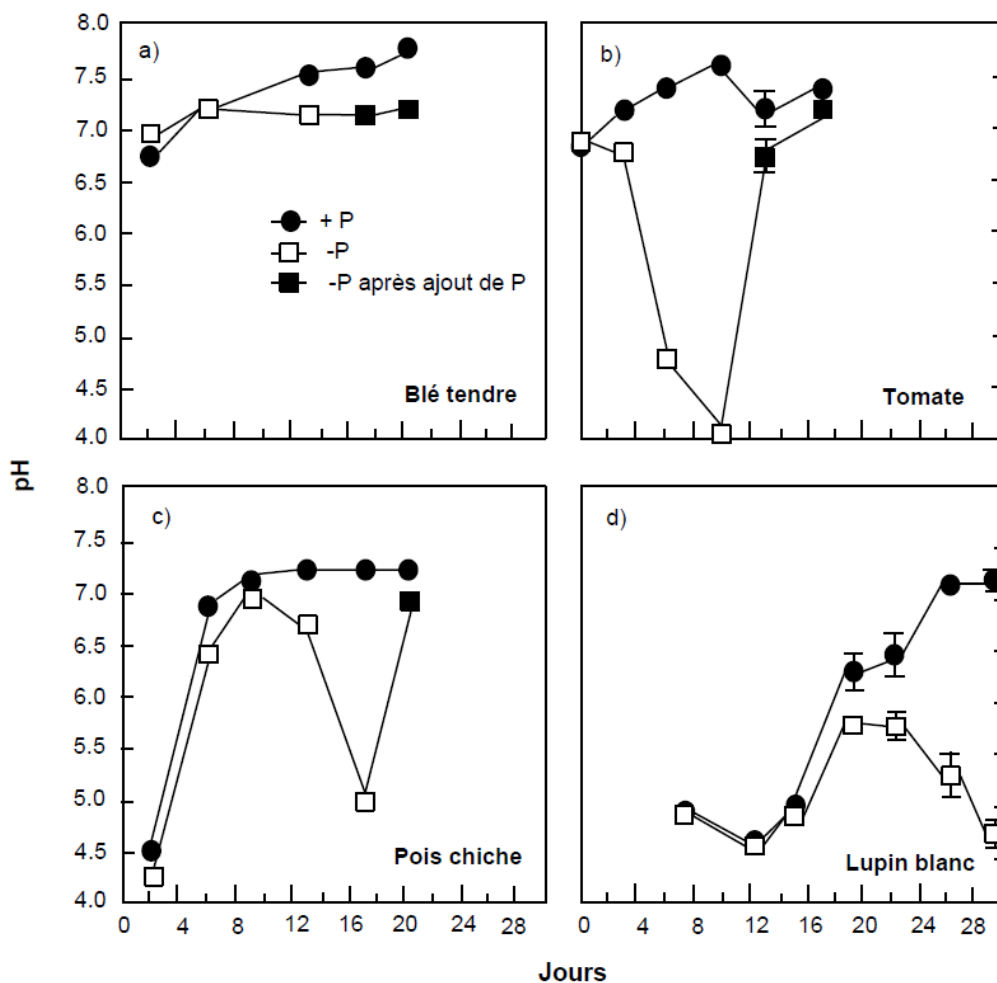 8.0
7.5
7.0
6.5
6.0
5.5
5.0
4.5
4.0
a)
+ P
-P
-P après ajout de P
Blé tendre
b)
Tomate
pH
8.0
7.5
7.0
6.5
6.0
5.5
5.0
4.5
4.0
c)
Pois chiche
0 4 8 12 16 20 24 28
d)
Lupin blanc
0 4 8 12 16 20 24 28
Jours